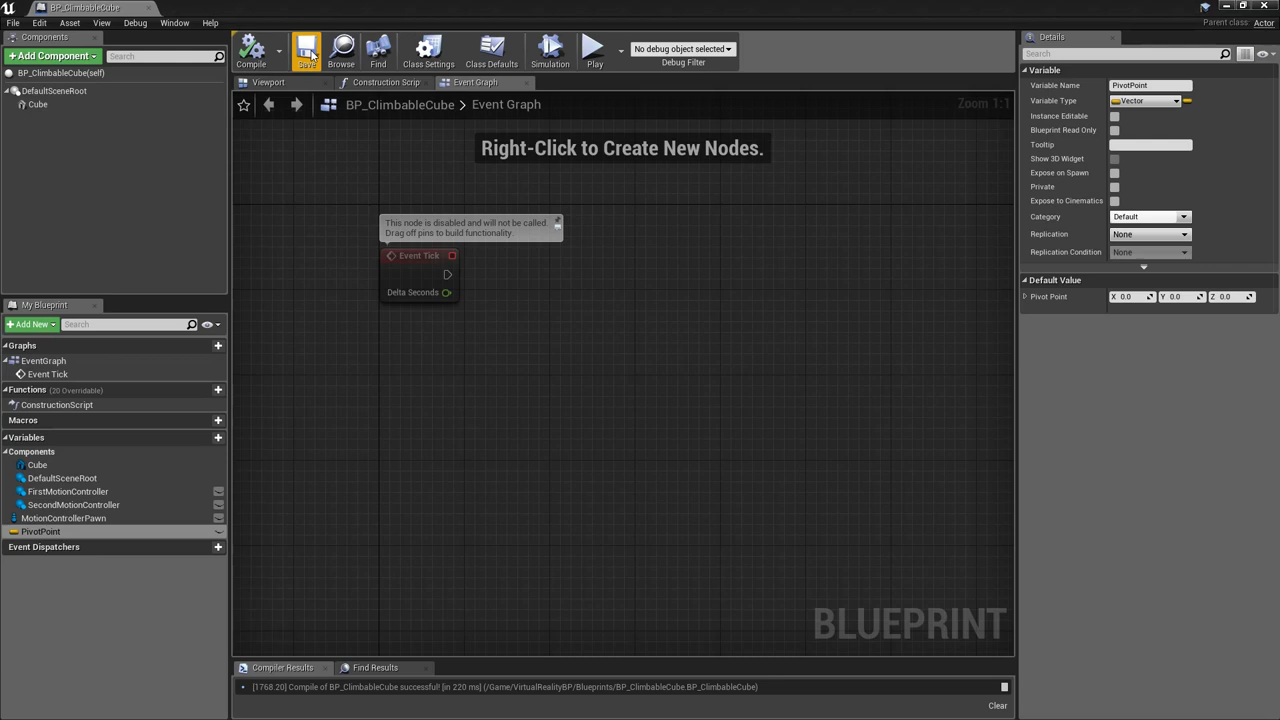 BP_ClimbableCube
File Edit Asset View Debug Window Help
Parent class: Actor
Components
Add Component
Search
BP_ClimbableCube(self)
DefaultSceneRoot
Cube
Compile
Save
Browse
Find
Class Settings
Class Defaults
Simulation
Play
No debug object selected
Debug Filter
Viewport
Construction Scrip
Event Graph
BP_ClimbableCube > Event Graph
Zoom 1:1
Right-Click to Create New Nodes.
This node is disabled and will not be called.
Drag off pins to build functionality.
Event Tick
Delta Seconds
BLUEPRINT
My Blueprint
Add New
Search
Graphs
EventGraph
Event Tick
Functions (20 Overridable)
ConstructionScript
Macros
Variables
Components
Cube
DefaultSceneRoot
FirstMotionController
SecondMotionController
MotionControllerPawn
PivotPoint
Event Dispatchers
Compiler Results
Find Results
[1768.20] Compile of BP_ClimbableCube successful! [in 220 ms] (/Game/VirtualRealityBP/Blueprints/BP_ClimbableCube.BP_ClimbableCube)
Clear
Details
Search
Variable
Variable Name PivotPoint
Variable Type Vector
Instance Editable
Blueprint Read Only
Tooltip
Show 3D Widget
Expose on Spawn
Private
Expose to Cinematics
Category Default
Replication None
Replication Condition None
Default Value
Pivot Point X 0.0 Y 0.0 Z 0.0